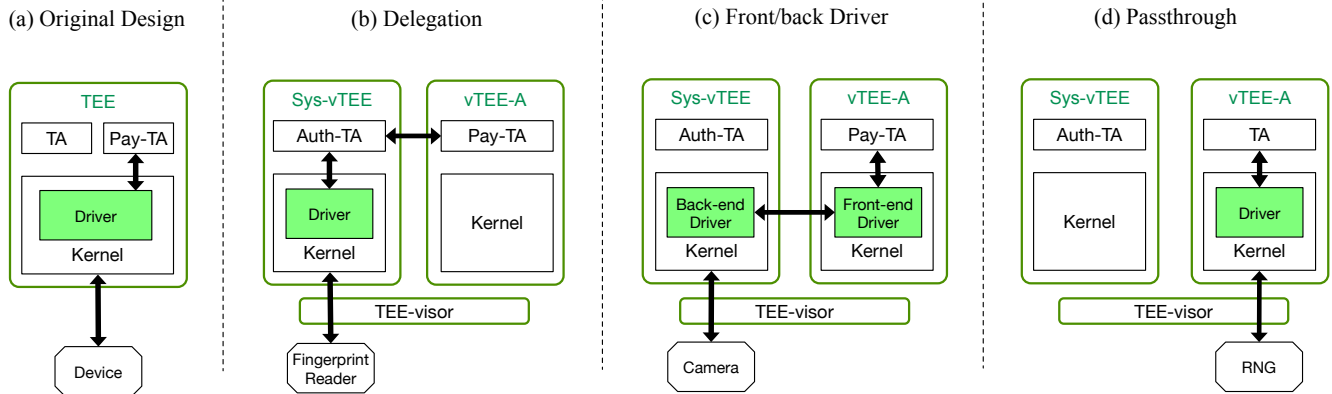 (a) Original Design
TEE
TA
Pay-TA
Driver
Kernel
Device
(b) Delegation
Sys-vTEE
vTEE-A
Auth-TA
Pay-TA
Driver
Kernel
Kernel
TEE-visor
Fingerprint
Reader
(c) Front/back Driver
Sys-vTEE
vTEE-A
Auth-TA
Pay-TA
Back-end
Driver
Kernel
Front-end
Driver
Kernel
TEE-visor
Camera
(d) Passthrough
Sys-vTEE
vTEE-A
Auth-TA
TA
Kernel
Driver
Kernel
TEE-visor
RNG